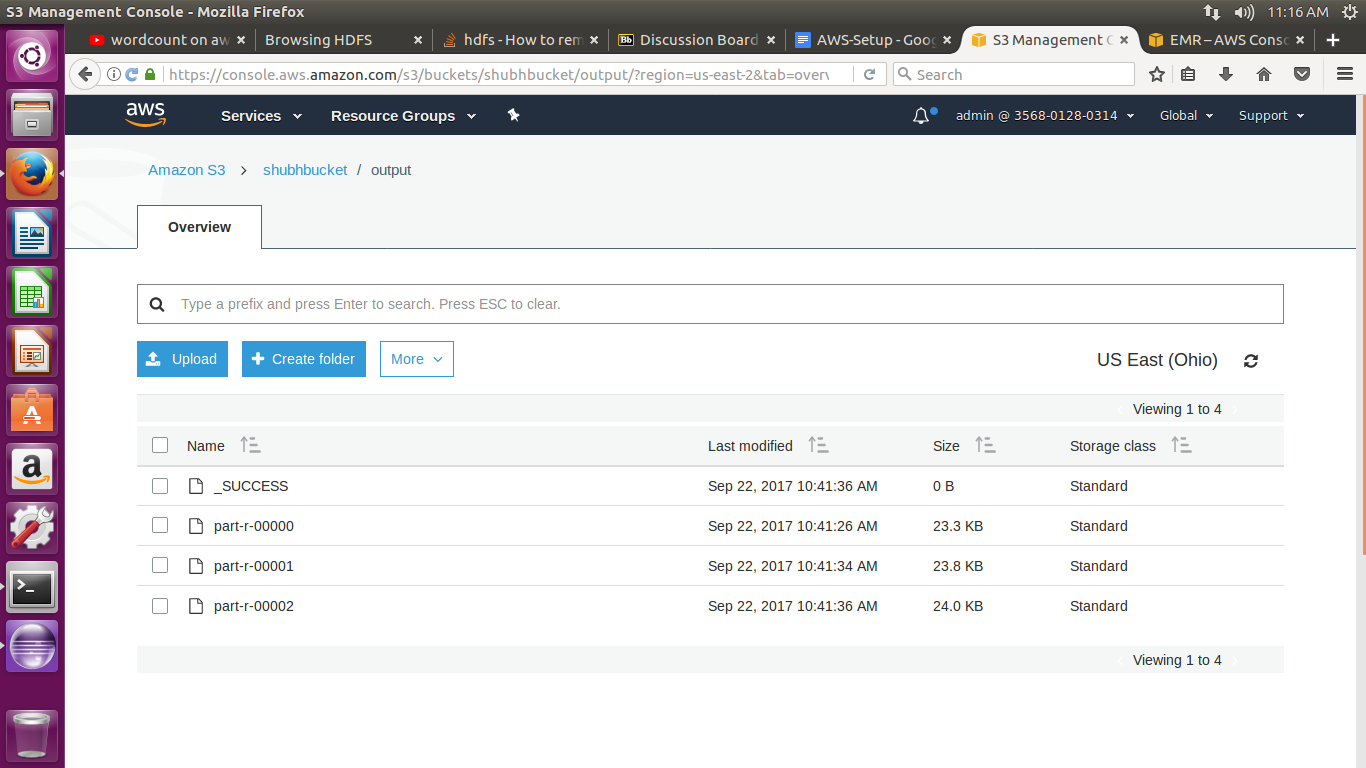 S3 Management Console - Mozilla Firefox 11:16 AM
wordcount on aw Browsing HDFS hdfs - How to rem Bb Discussion Board AWS-Setup - Goog S3 Management C EMR – AWS Conso
https://console.aws.amazon.com/s3/buckets/shubhbucket/output/?region=us-east-2&tab=overv Search
aws Services Resource Groups admin @ 3568-0128-0314 Global Support
Amazon S3 > shubhbucket / output
Overview
Type a prefix and press Enter to search. Press ESC to clear.
Upload Create folder More US East (Ohio)
Viewing 1 to 4
Name Last modified Size Storage class
_SUCCESS Sep 22, 2017 10:41:36 AM 0 B Standard
part-r-00000 Sep 22, 2017 10:41:26 AM 23.3 KB Standard
part-r-00001 Sep 22, 2017 10:41:34 AM 23.8 KB Standard
part-r-00002 Sep 22, 2017 10:41:36 AM 24.0 KB Standard
Viewing 1 to 4